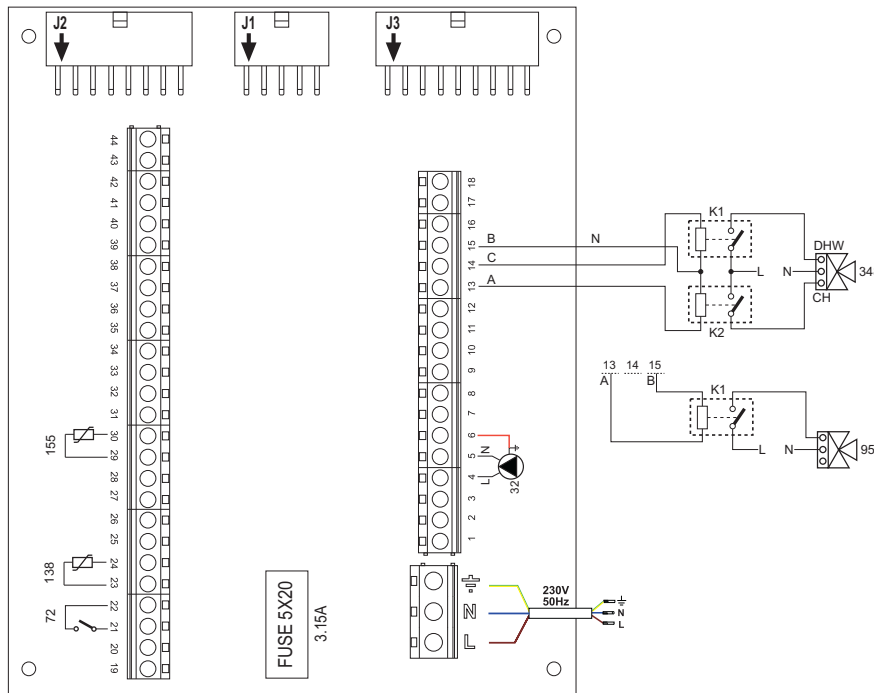 J2
J1
J3
44
43
42
41
40
39
38
37
36
35
34
33
32
31
30
29
28
27
26
25
24
23
22
21
20
19
155
138
72
18
17
16
15
14
13
12
11
10
9
8
7
6
5
4
3
2
1
B
N
C
A
K1
DHW
L
N
34
CH
K2
13 14 15
A B
K1
L
N
95
N
L
32
FUSE 5X20
3.15A
N
L
230V
50Hz
N
L